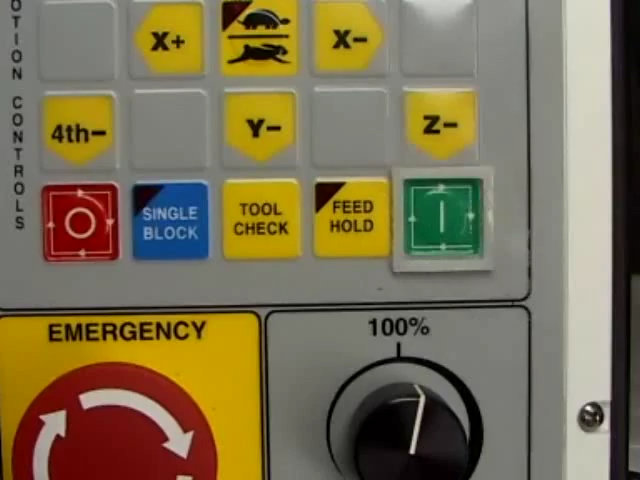 OTION CONTROLS
X+
X-
4th-
Y-
Z-
SINGLE
BLOCK
TOOL
CHECK
FEED
HOLD
EMERGENCY
100%